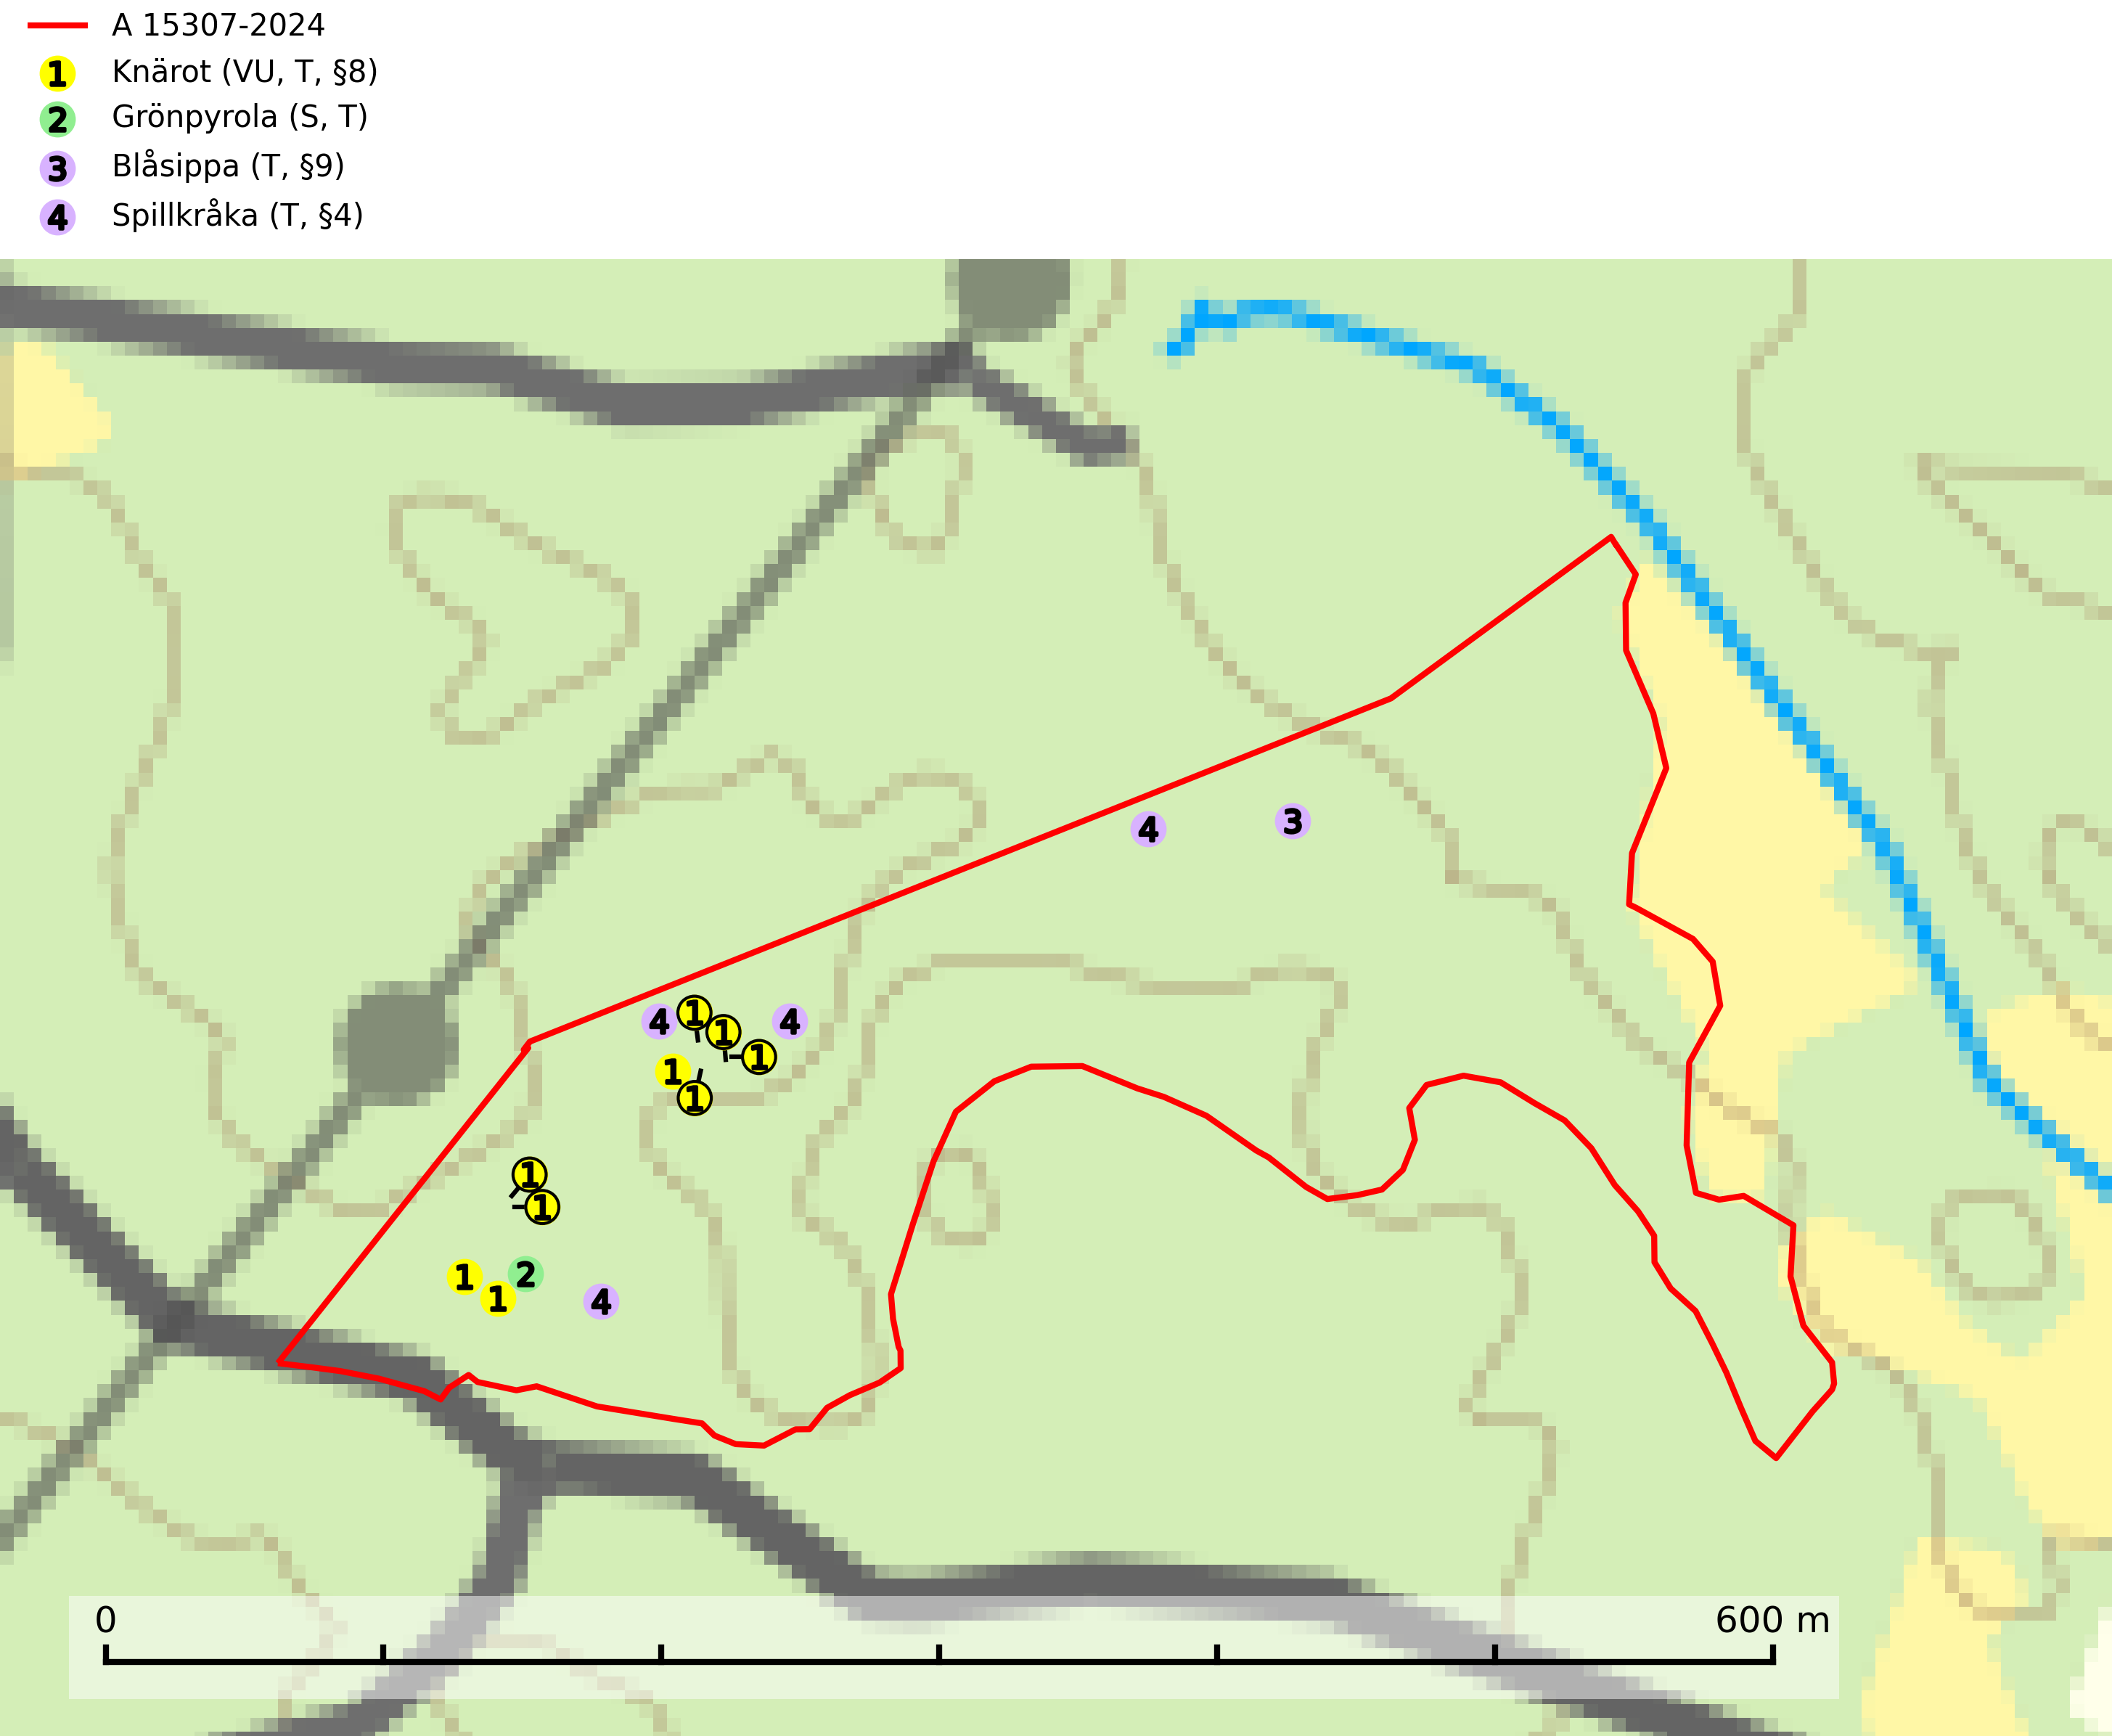 A 15307-2024
1 Knärot (VU, T, §8)
2 Grönpyrola (S, T)
3 Blåsippa (T, §9)
4 Spillkråka (T, §4)
4 3
4 1 1 4
1 1
1
1
1
1 2
1 4
0 600 m